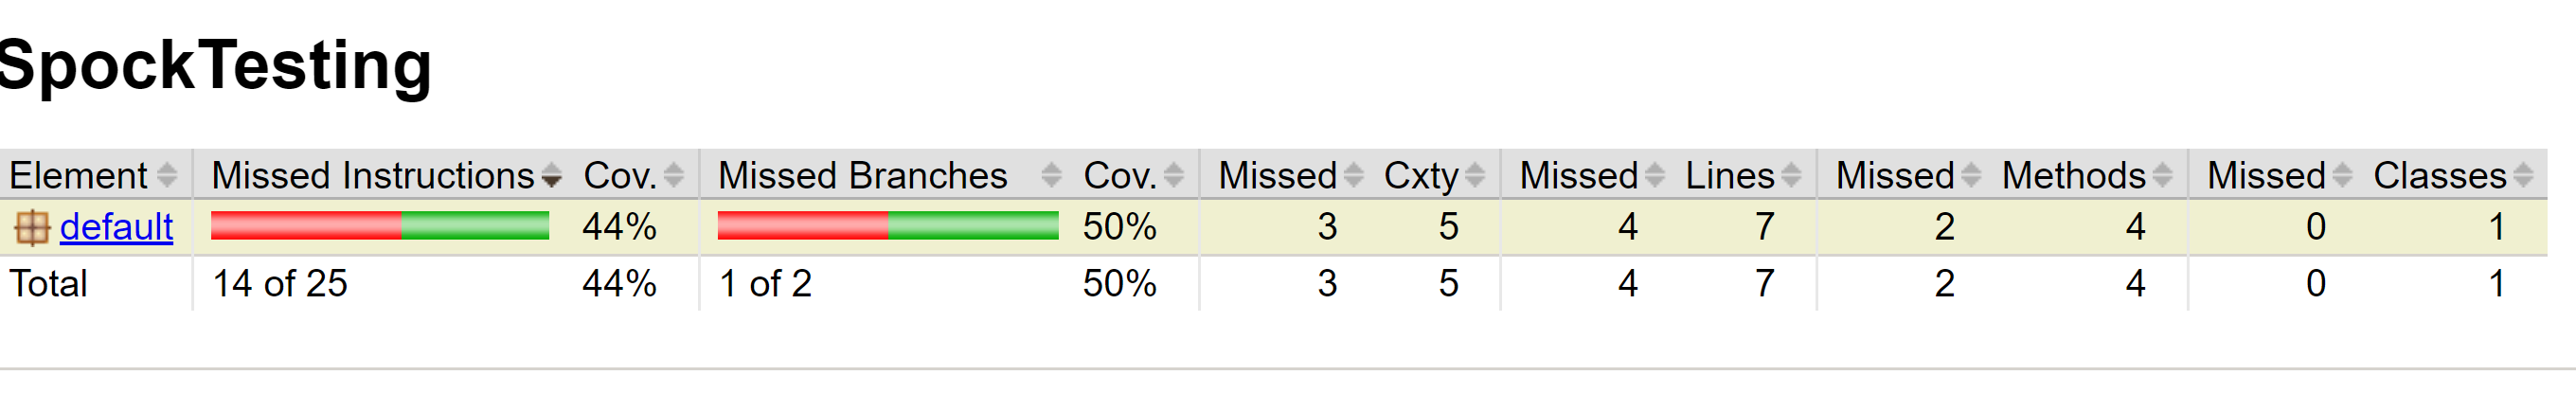 SpockTesting
Element Missed Instructions Cov. Missed Branches Cov. Missed Cxty Missed Lines Missed Methods Missed Classes
default 44% 50% 3 5 4 7 2 4 0 1
Total 14 of 25 44% 1 of 2 50% 3 5 4 7 2 4 0 1